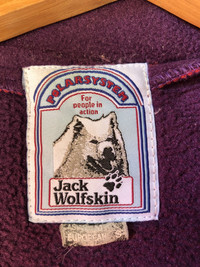 POLARSYSTEM
For
people in
action
Jack
Wolfskin